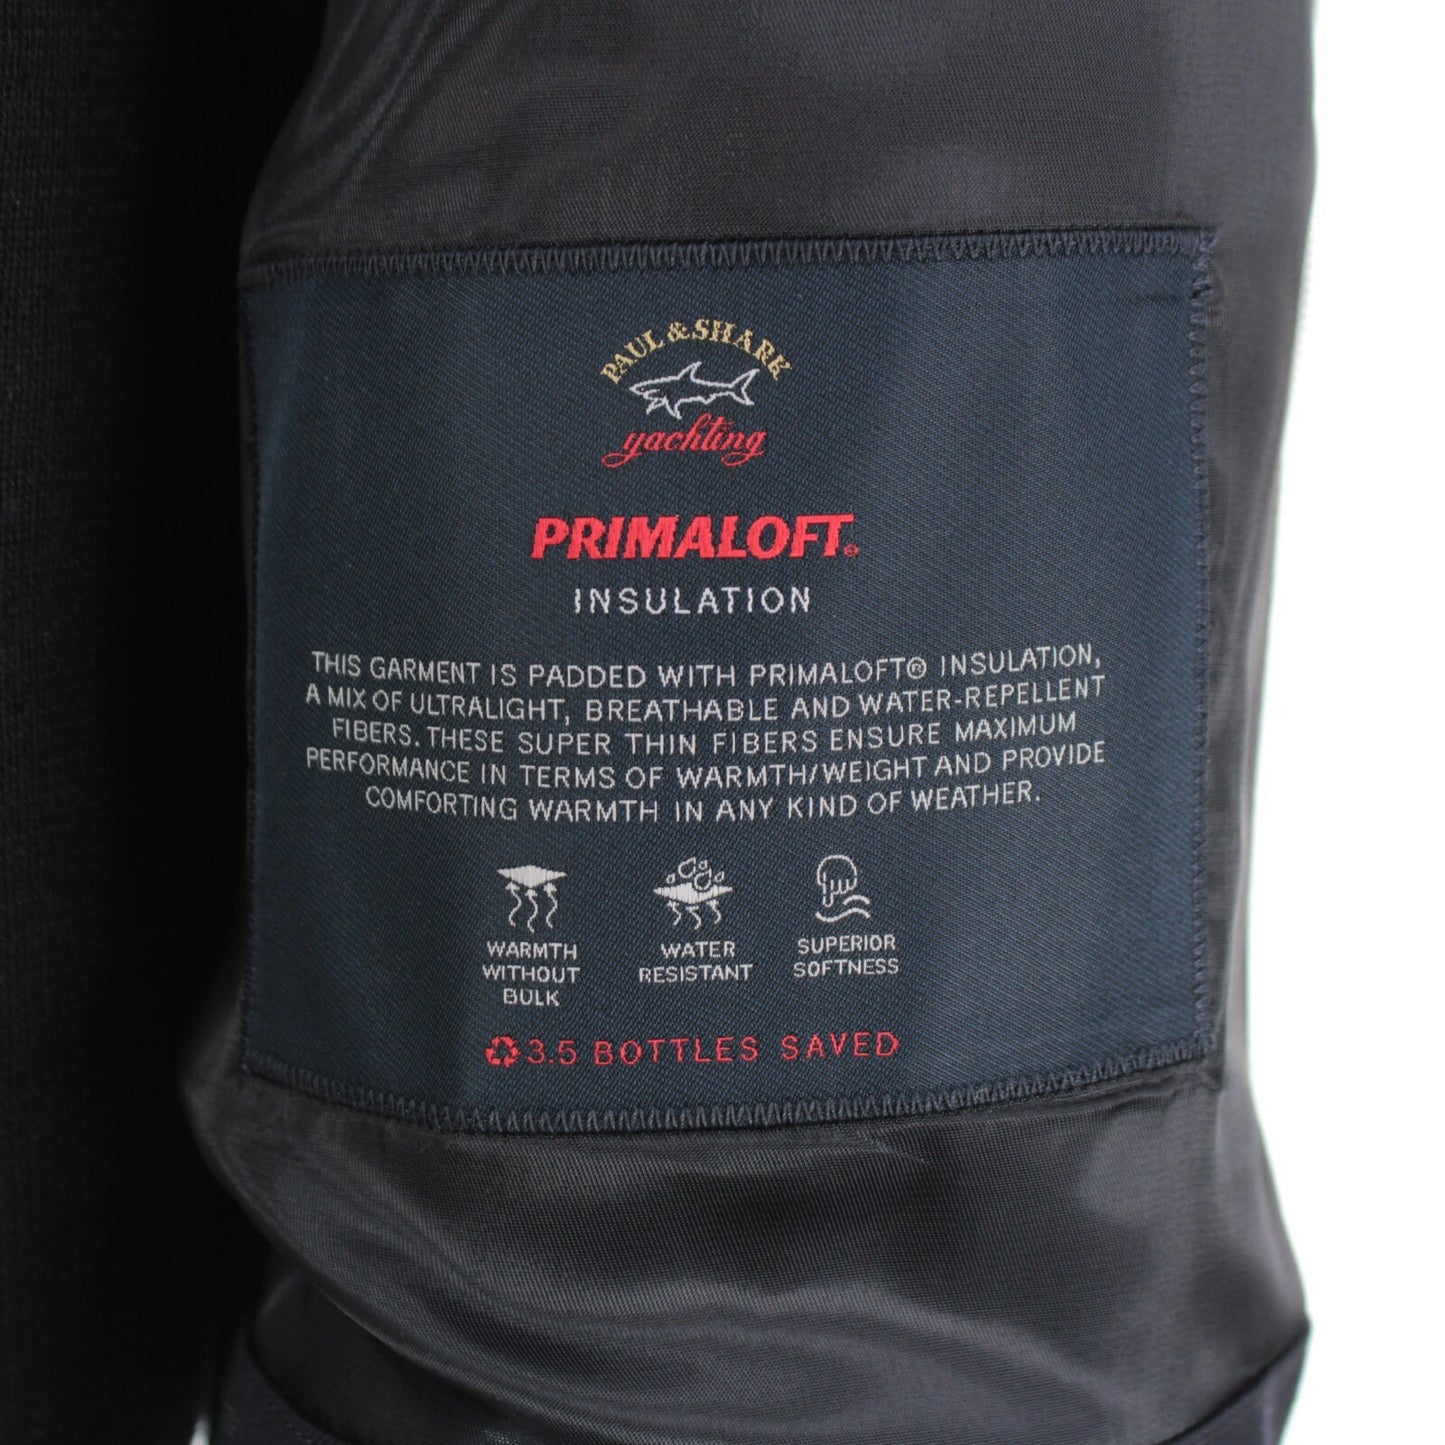 PAUL & SHARK
yachting
PRIMALOFT®
INSULATION
THIS GARMENT IS PADDED WITH PRIMALOFT® INSULATION,
A MIX OF ULTRALIGHT, BREATHABLE AND WATER-REPELLENT
FIBERS. THESE SUPER THIN FIBERS ENSURE MAXIMUM
PERFORMANCE IN TERMS OF WARMTH/WEIGHT AND PROVIDE
COMFORTING WARMTH IN ANY KIND OF WEATHER.
WARMTH
WITHOUT
BULK
WATER
RESISTANT
SUPERIOR
SOFTNESS
3.5 BOTTLES SAVED